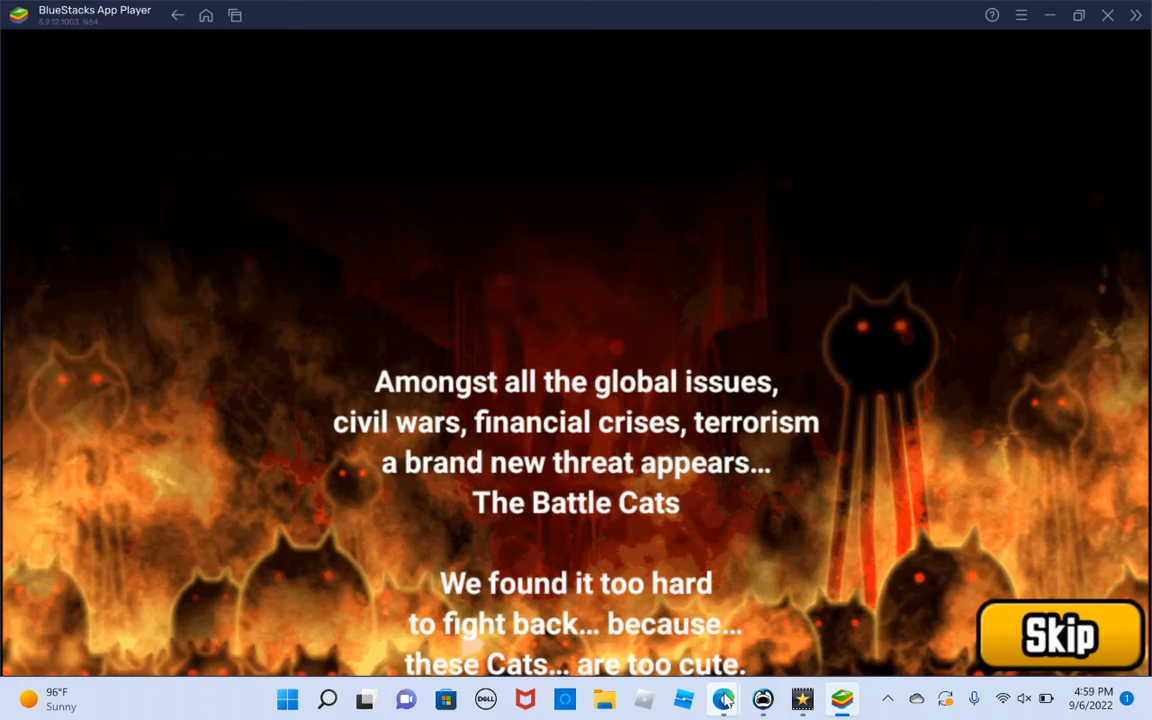 BlueStacks App Player
5.9.12.1003 N64
Amongst all the global issues,
civil wars, financial crises, terrorism
a brand new threat appears...
The Battle Cats
We found it too hard
to fight back... because...
these Cats... are too cute.
Skip
96°F
Sunny
DELL
4:59 PM
9/6/2022
1